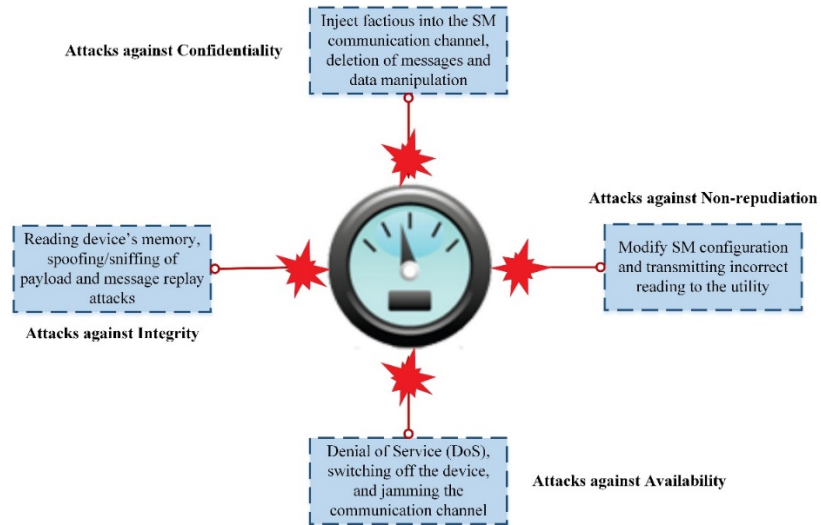 Attacks against Confidentiality
Inject factious into the SM
communication channel,
deletion of messages and
data manipulation
Attacks against Non-repudiation
Modify SM configuration
and transmitting incorrect
reading to the utility
Reading device's memory,
spoofing/sniffing of
payload and message replay
attacks
Attacks against Integrity
Denial of Service (DoS),
switching off the device,
and jamming the
communication channel
Attacks against Availability